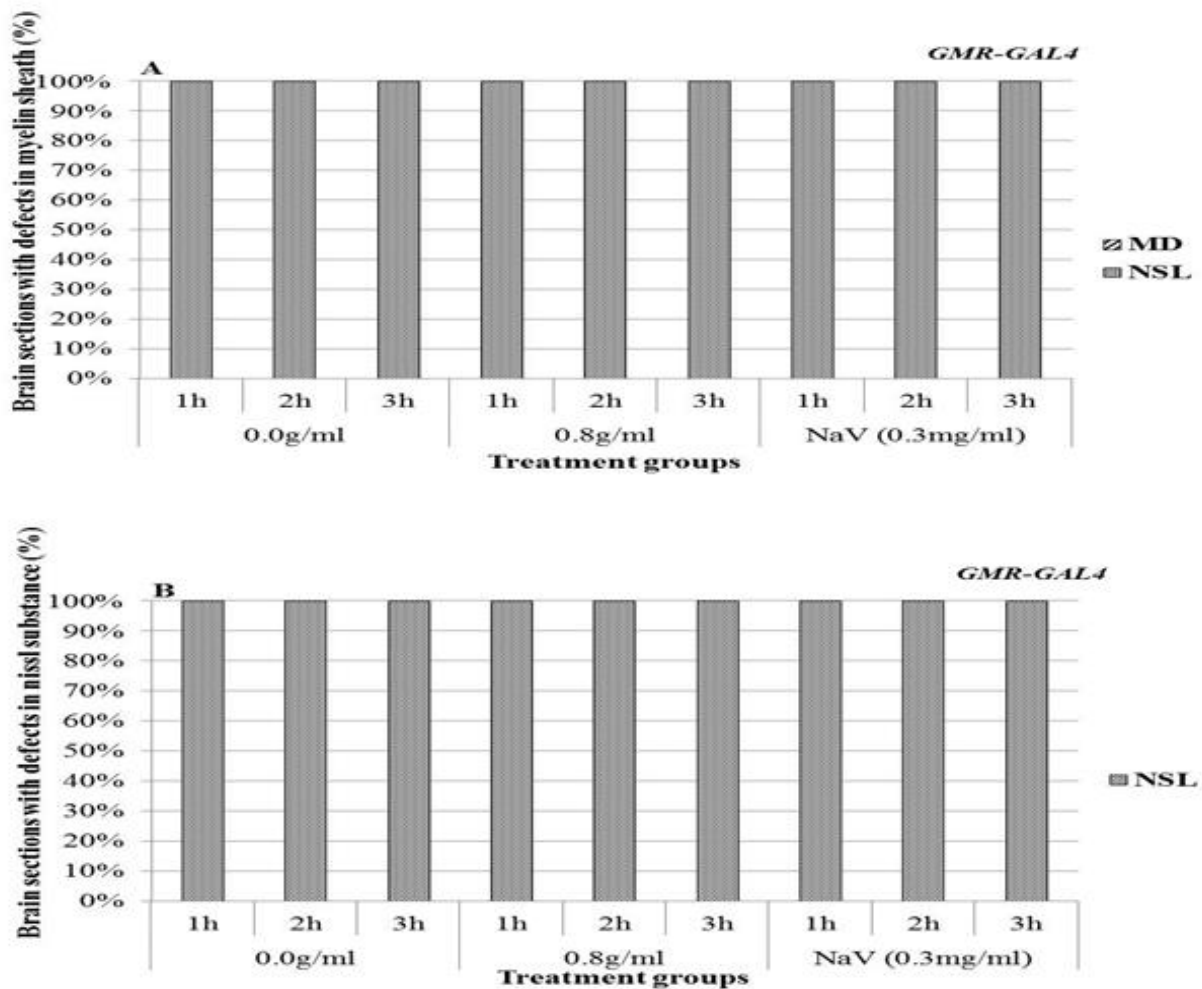 Brain sections with defects in myelin sheath (%)
A
GMR-GAL4
100%
90%
80%
70%
60%
50%
40%
30%
20%
10%
0%
MD
NSL
1h 2h 3h 1h 2h 3h 1h 2h 3h
0.0g/ml 0.8g/ml NaV (0.3mg/ml)
Treatment groups
Brain sections with defects in nissl substance (%)
B
GMR-GAL4
100%
90%
80%
70%
60%
50%
40%
30%
20%
10%
0%
NSL
1h 2h 3h 1h 2h 3h 1h 2h 3h
0.0g/ml 0.8g/ml NaV (0.3mg/ml)
Treatment groups